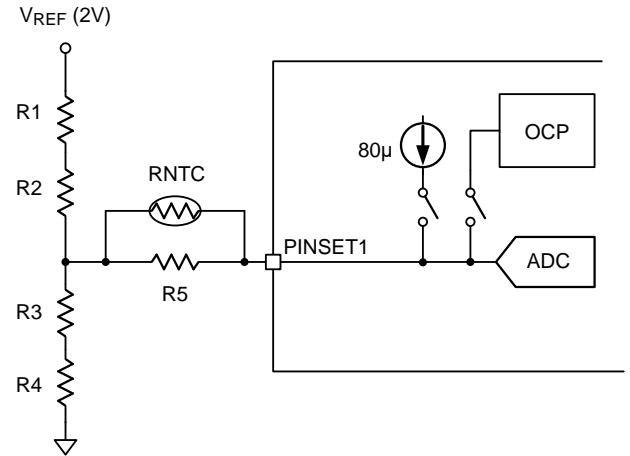 VREF (2V)
R1
R2
RNTC
80μ
OCP
PINSET1
ADC
R5
R3
R4